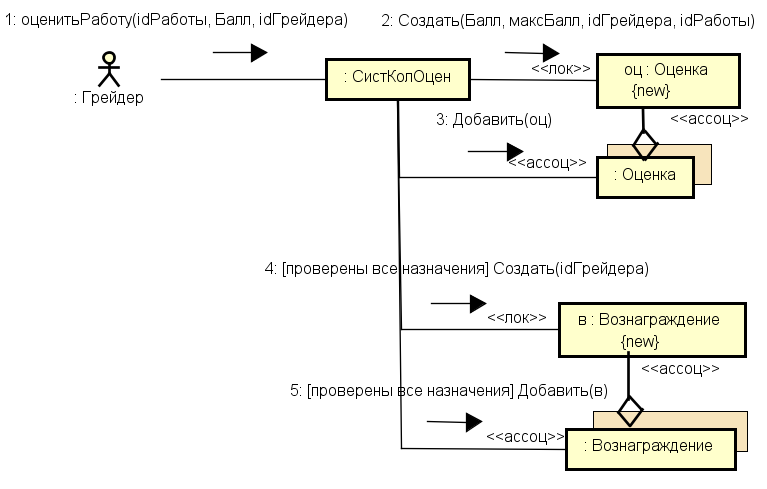 1: оценитьРаботу(idРаботы, Балл, idГрейдера)
2: Создать(Балл, максБалл, idГрейдера, idРаботы)
: Грейдер
: СистКолОцен
<<лок>>
оц : Оценка
{new}
3: Добавить(оц)
<<ассоц>>
<<ассоц>>
: Оценка
4: [проверены все назначения] Создать(idГрейдера)
<<лок>>
в : Вознаграждение
{new}
<<ассоц>>
5: [проверены все назначения] Добавить(в)
<<ассоц>>
: Вознаграждение